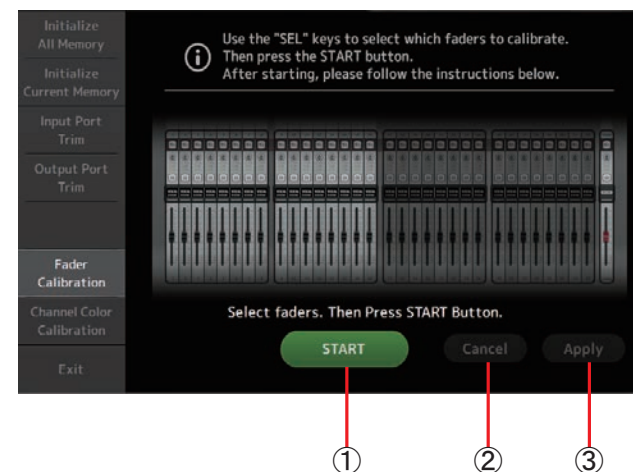 Initialize
All Memory
Initialize
Current Memory
Input Port
Trim
Output Port
Trim
Fader
Calibration
Channel Color
Calibration
Exit
Use the "SEL" keys to select which faders to calibrate.
Then press the START button.
After starting, please follow the instructions below.
Select faders. Then Press START Button.
START
Cancel
Apply
①
②
③